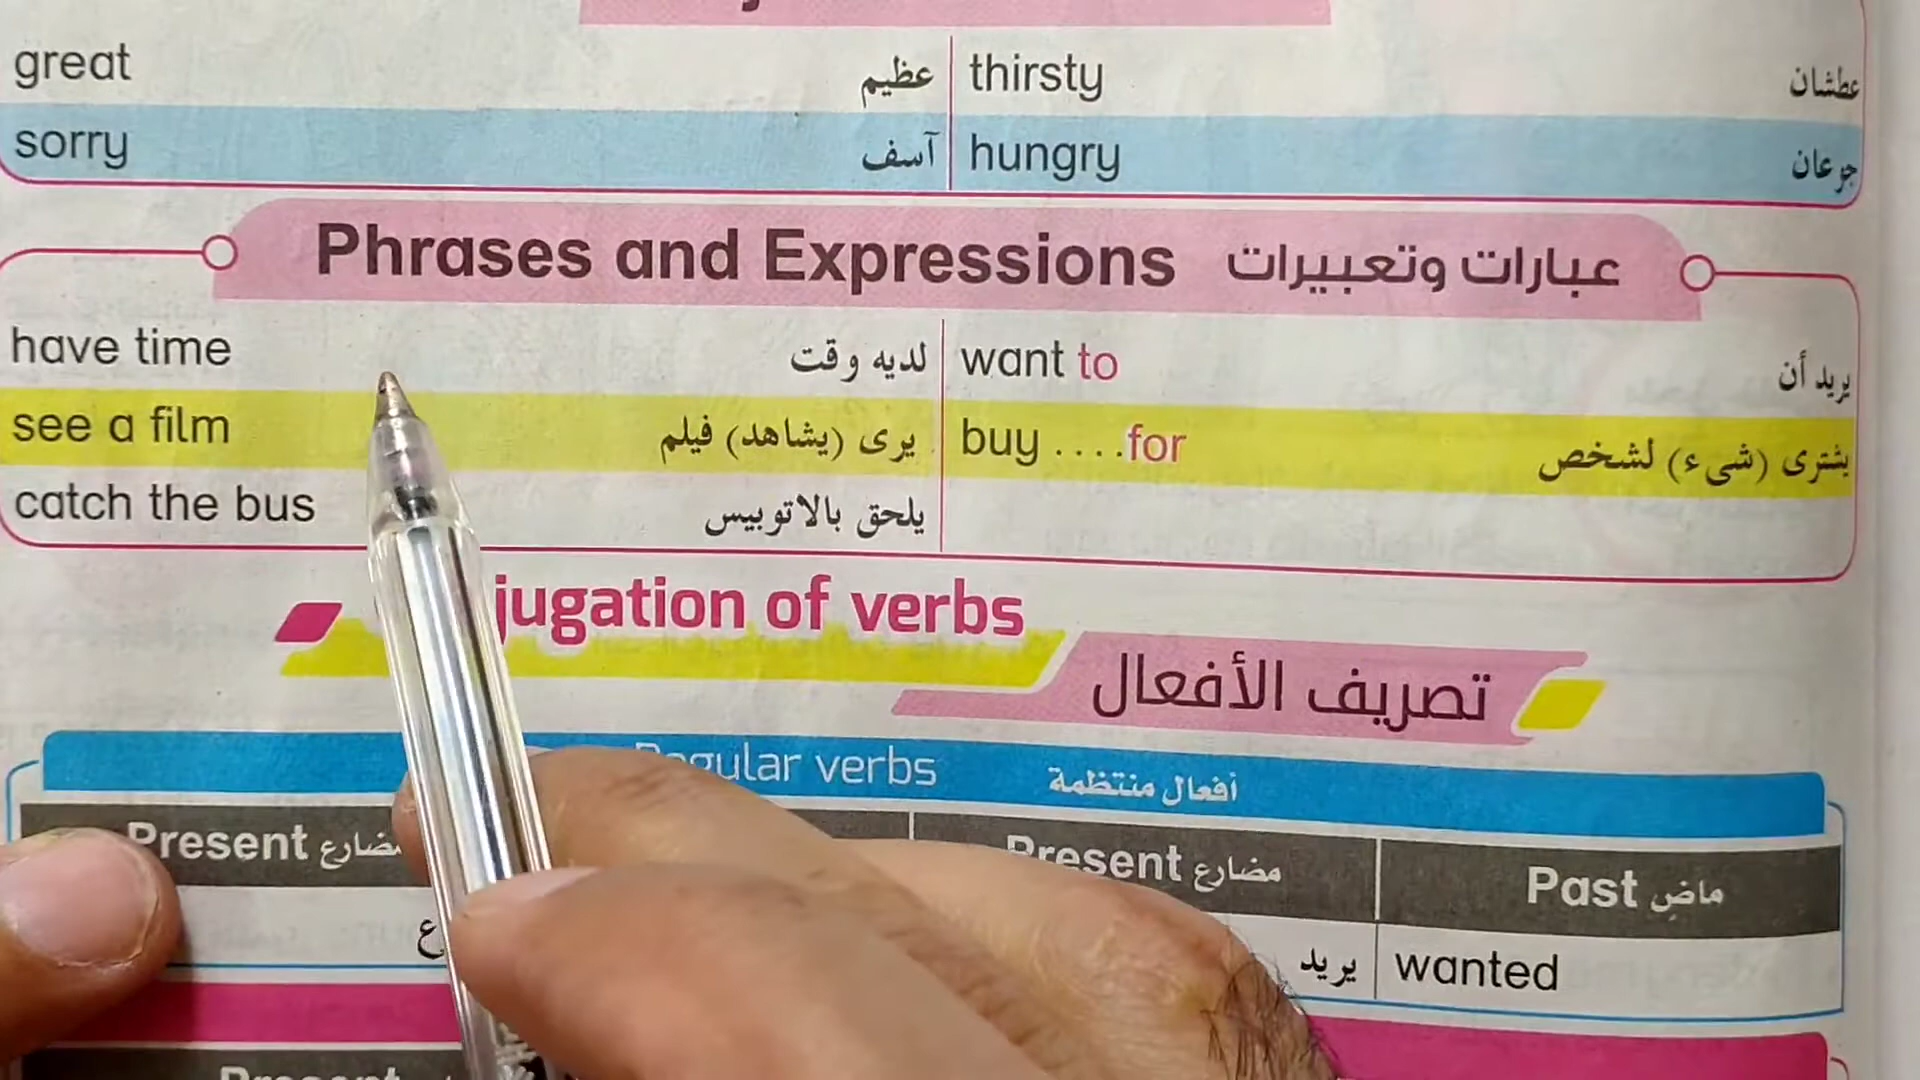 great عظيم thirsty عطشان
sorry آسف hungry جوعان
Phrases and Expressions عبارات وتعبيرات
have time لديه وقت want to يريد أن
see a film يرى (يشاهد) فيلم buy ....for يشترى (شىء) لشخص
catch the bus يلحق بالاتوبيس
jugation of verbs
تصريف الأفعال
Regular verbs أفعال منتظمة
Present مضارع Present مضارع Past ماضٍ
يريد wanted
Present